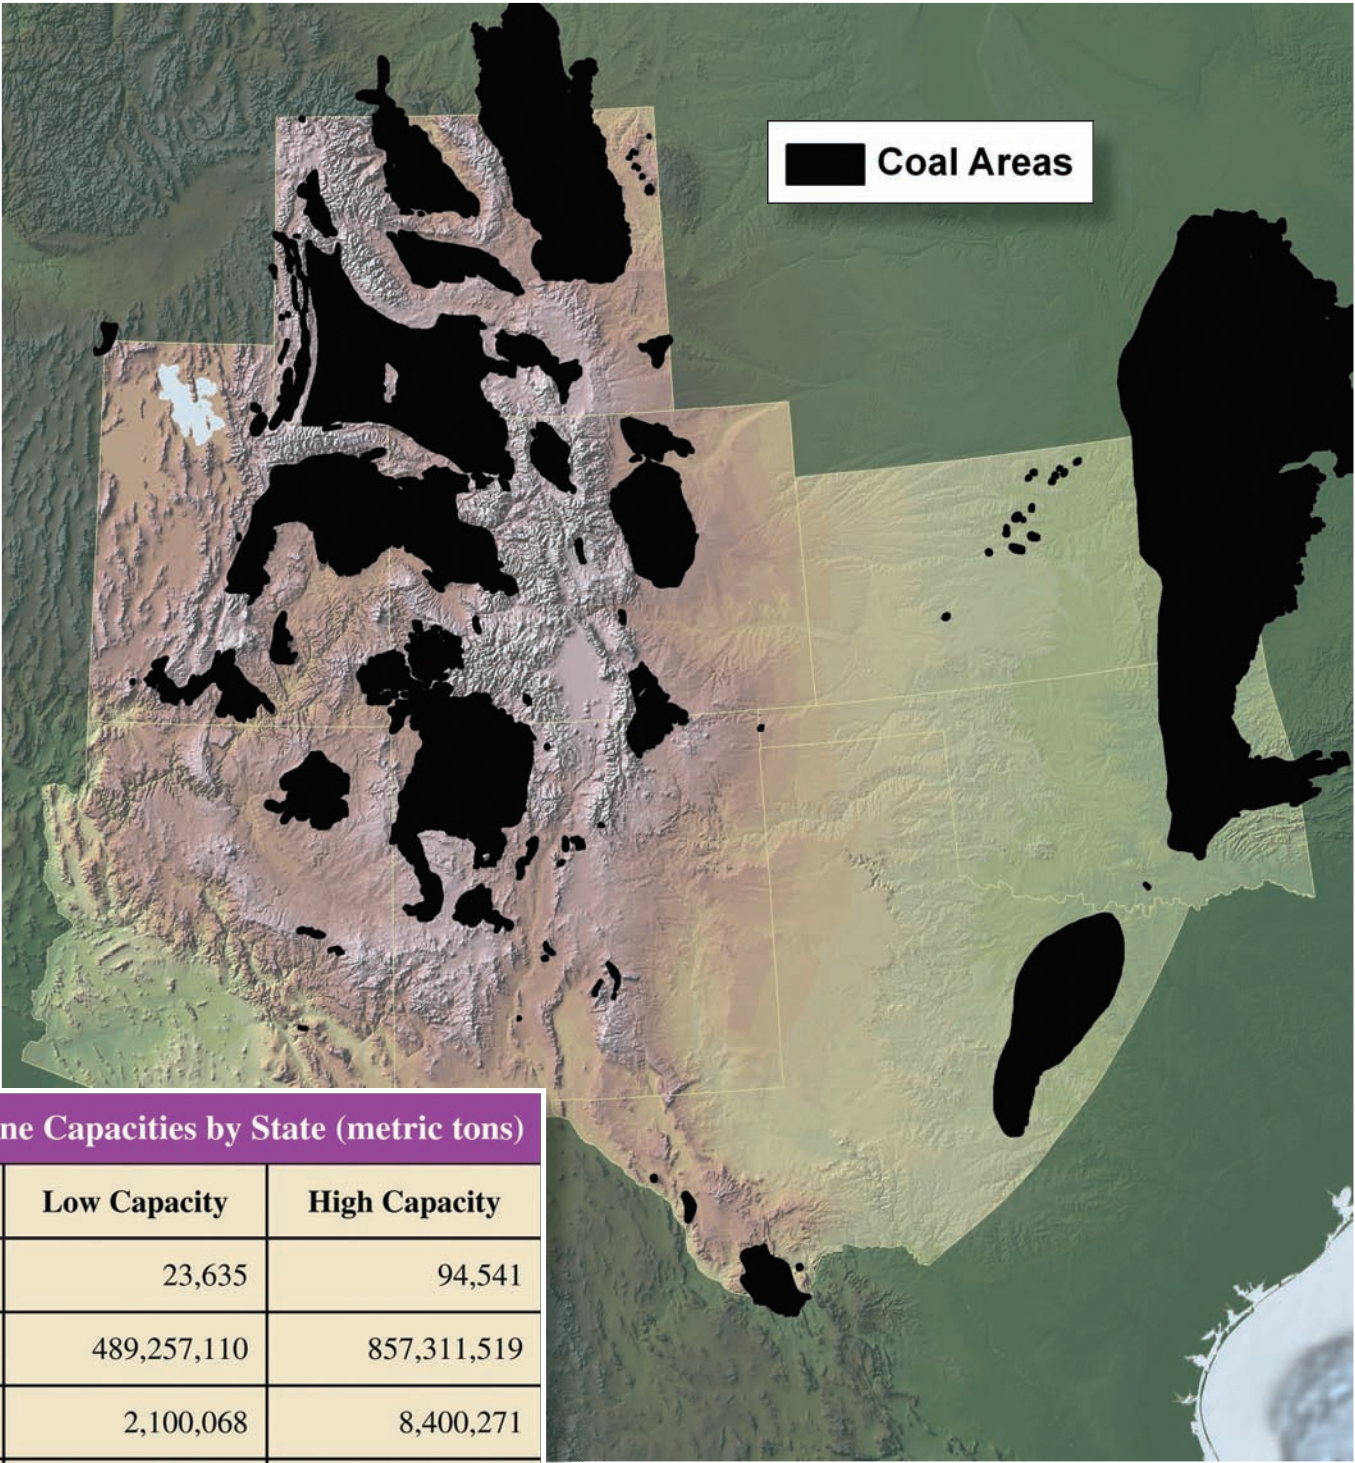 Coal Areas
ne Capacities by State (metric tons)
Low Capacity High Capacity
23,635 94,541
489,257,110 857,311,519
2,100,068 8,400,271